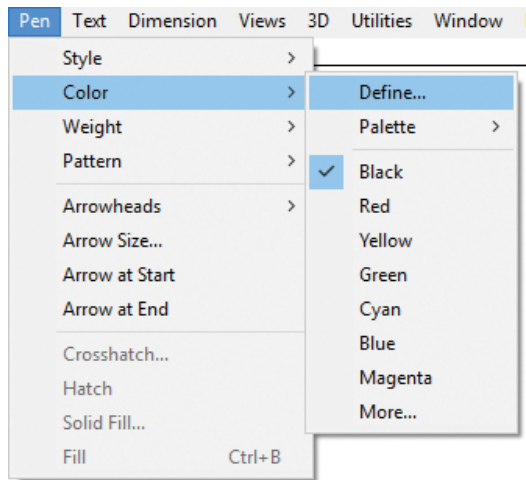 Pen Text Dimension Views 3D Utilities Window
Style
Color
Weight
Pattern
Arrowheads
Arrow Size...
Arrow at Start
Arrow at End
Crosshatch...
Hatch
Solid Fill...
Fill Ctrl+B
Define...
Palette
Black
Red
Yellow
Green
Cyan
Blue
Magenta
More...